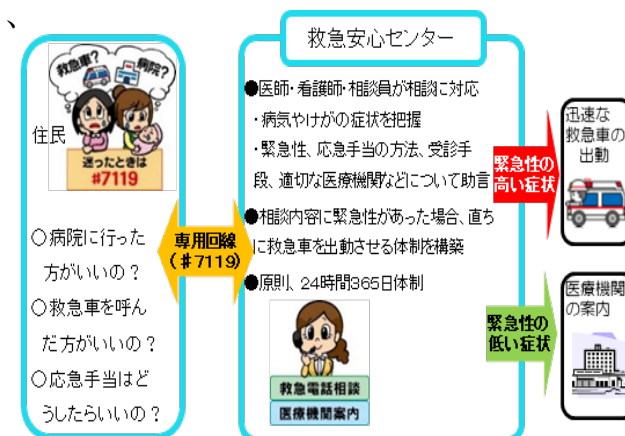 、
救急車?
病院?
住民
迷ったときは
#7119
○病院に行った
方がいいの？
○救急車を呼ん
だ方がいいの？
○応急手当はど
うしたらいいの？
専用回線
(＃7119)
救急安心センター
●医師・看護師・相談員が相談に対応
・病気やけがの症状を把握
・緊急性、応急手当の方法、受診手
段、適切な医療機関などについて助言
●相談内容に緊急性があった場合、直ち
に救急車を出動させる体制を構築
●原則、24時間365日体制
救急電話相談
医療機関案内
緊急性の
高い症状
迅速な
救急車の
出動
緊急性の
低い症状
医療機関
の案内